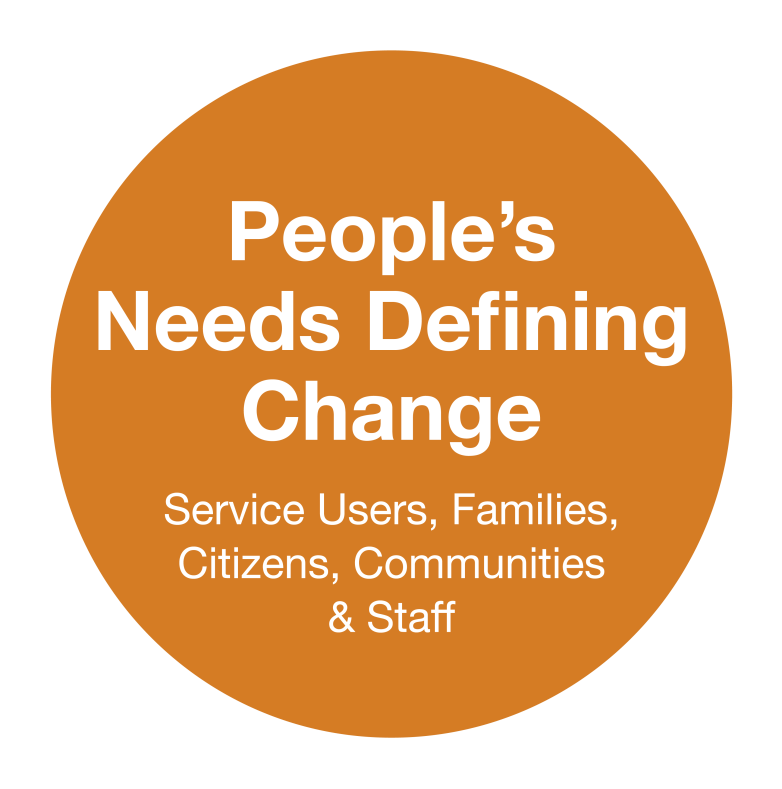 People’s
Needs Defining
Change
Service Users, Families,
Citizens, Communities
& Staff